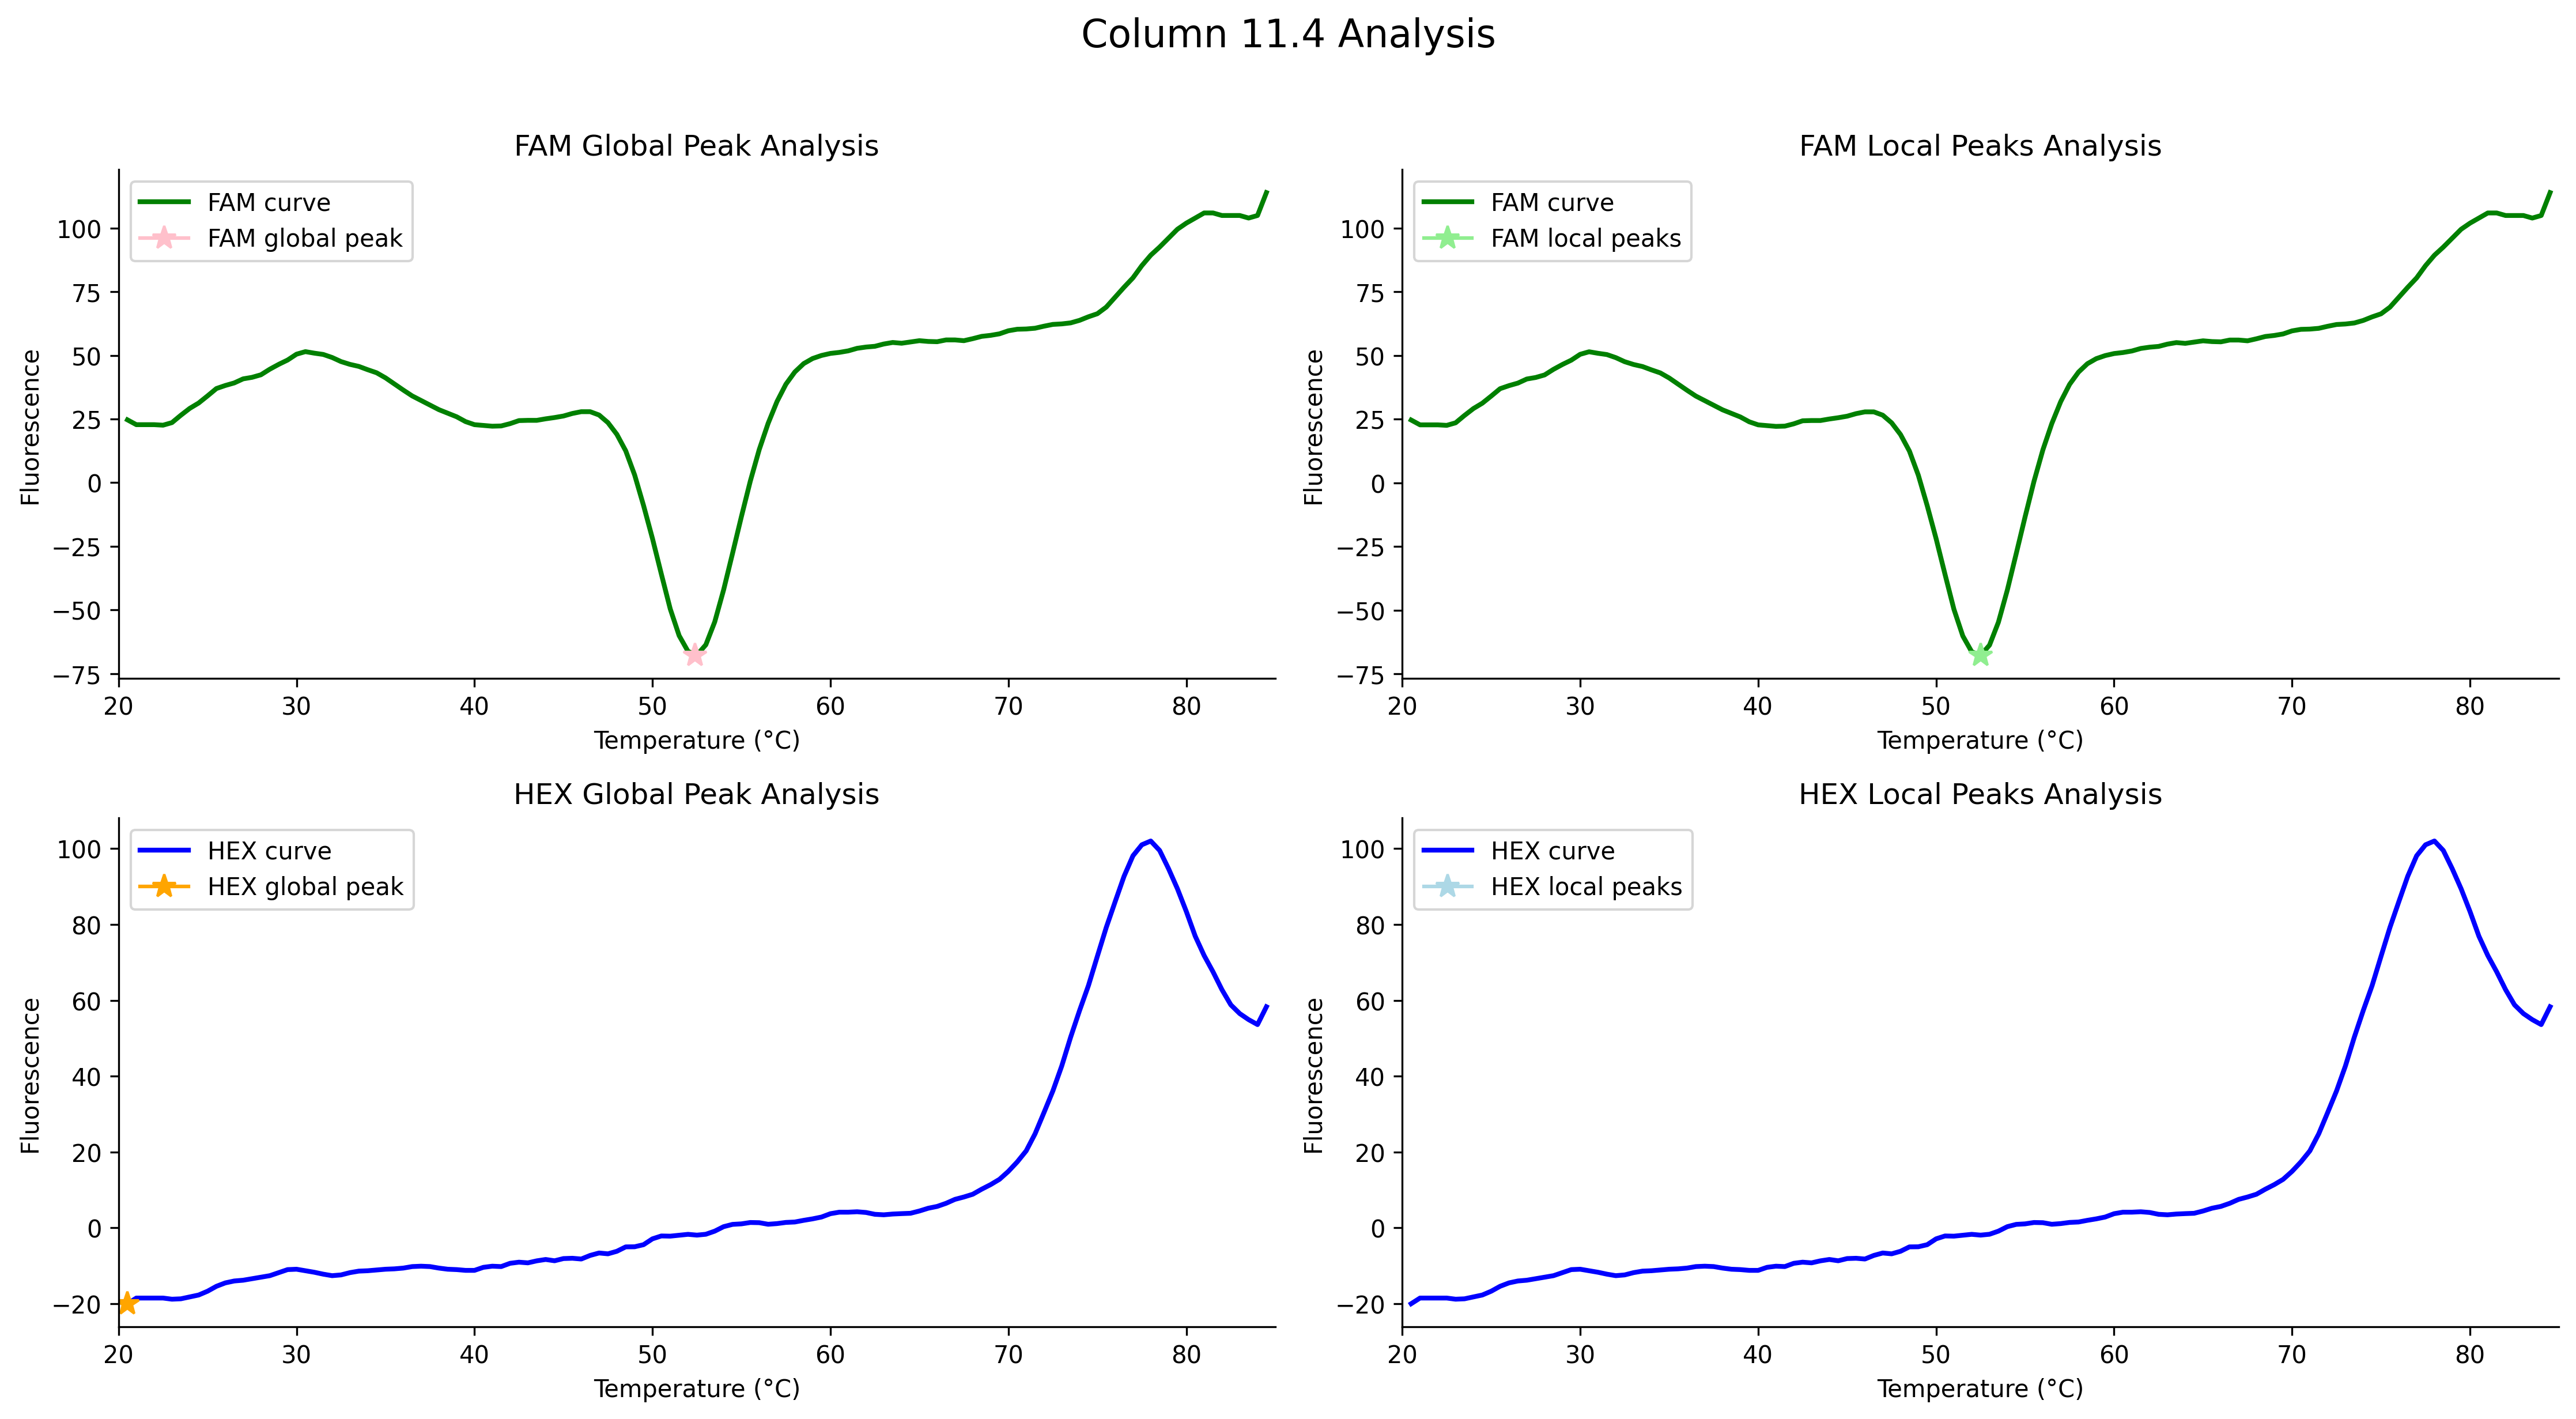 Column 11.4 Analysis
FAM Global Peak Analysis
FAM curve
FAM global peak
Fluorescence
100
75
50
25
0
−25
−50
−75
20 30 40 50 60 70 80
Temperature (°C)
FAM Local Peaks Analysis
FAM curve
FAM local peaks
Fluorescence
100
75
50
25
0
−25
−50
−75
20 30 40 50 60 70 80
Temperature (°C)
HEX Global Peak Analysis
HEX curve
HEX global peak
Fluorescence
100
80
60
40
20
0
−20
20 30 40 50 60 70 80
Temperature (°C)
HEX Local Peaks Analysis
HEX curve
HEX local peaks
Fluorescence
100
80
60
40
20
0
−20
20 30 40 50 60 70 80
Temperature (°C)